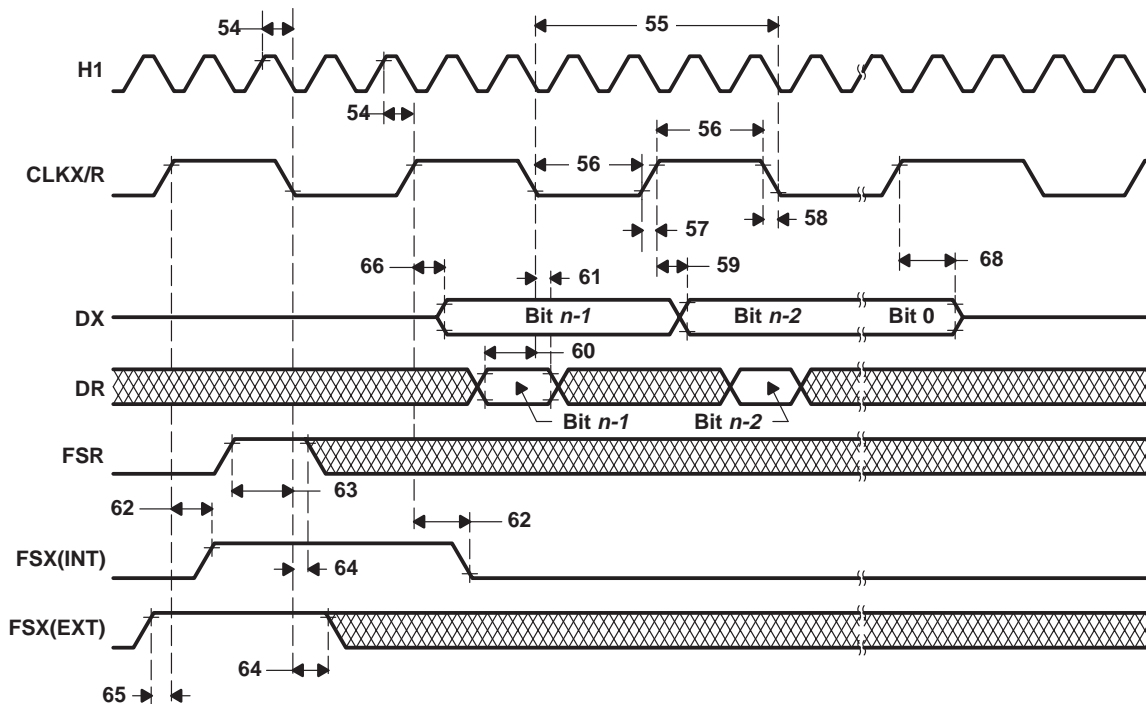 54
55
H1
54
56
CLKX/R
56
57
58
66
61
59
68
DX
Bit n-1
Bit n-2
Bit 0
60
DR
Bit n-1
Bit n-2
FSR
63
62
62
FSX(INT)
64
FSX(EXT)
64
65